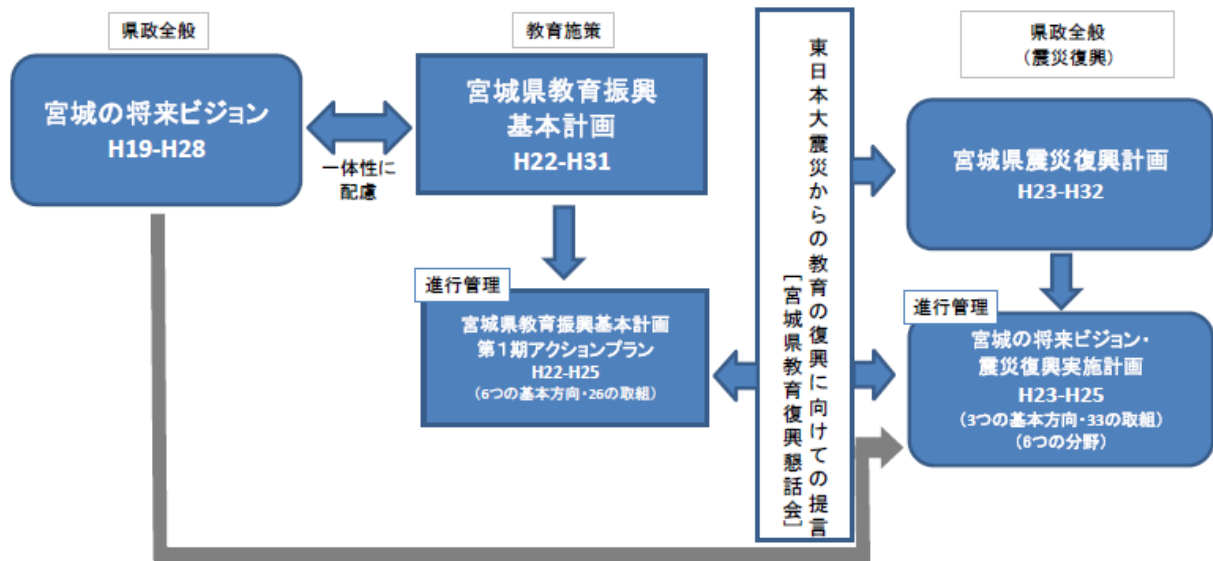 県政全般
宮城の将来ビジョン
H19-H28
一体性に
配慮
教育施策
宮城県教育振興
基本計画
H22-H31
進行管理
宮城県教育振興基本計画
第1期アクションプラン
H22-H25
(6つの基本方向・26の取組)
東日本大震災からの教育の復興に向けての提言
[宮城県教育復興懇話会]
県政全般
(震災復興)
宮城県震災復興計画
H23-H32
進行管理
宮城の将来ビジョン・
震災復興実施計画
H23-H25
(3つの基本方向・33の取組)
(6つの分野)